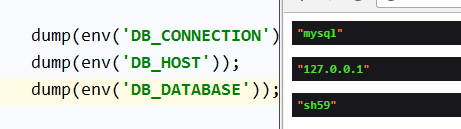 dump(env('DB_CONNECTION')
dump(env('DB_HOST'));
dump(env('DB_DATABASE'));
"mysql"
"127.0.0.1"
"sh59"